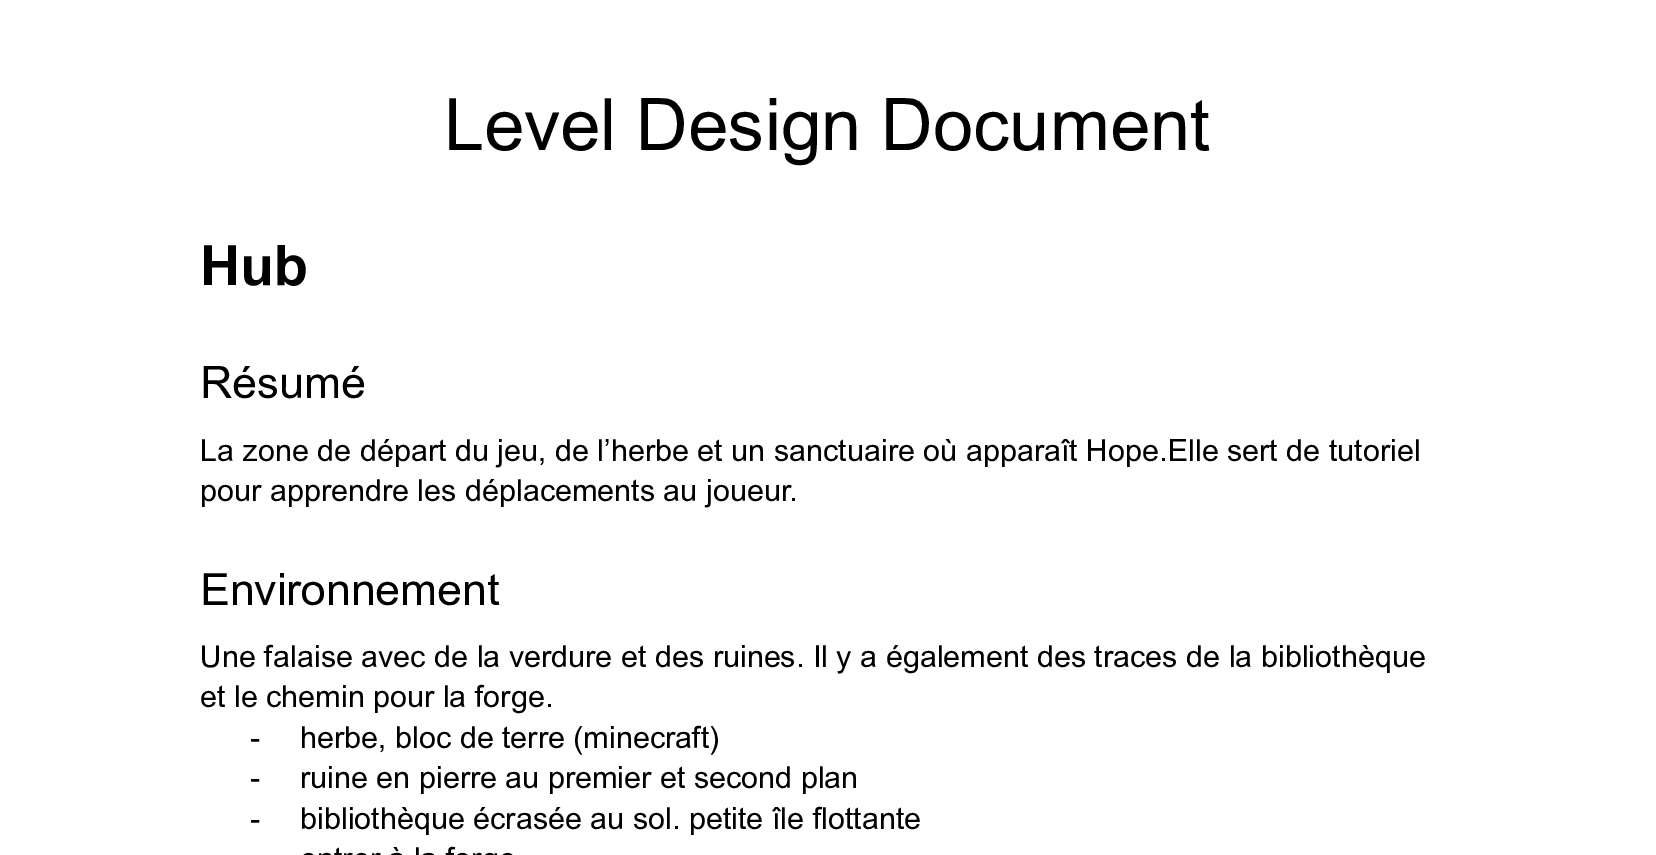 Level Design Document
Hub
Résumé
La zone de départ du jeu, de l’herbe et un sanctuaire où apparaît Hope.Elle sert de tutoriel
pour apprendre les déplacements au joueur.
Environnement
Une falaise avec de la verdure et des ruines. Il y a également des traces de la bibliothèque
et le chemin pour la forge.
- herbe, bloc de terre (minecraft)
- ruine en pierre au premier et second plan
- bibliothèque écrasée au sol. petite île flottante
entrer à la forge